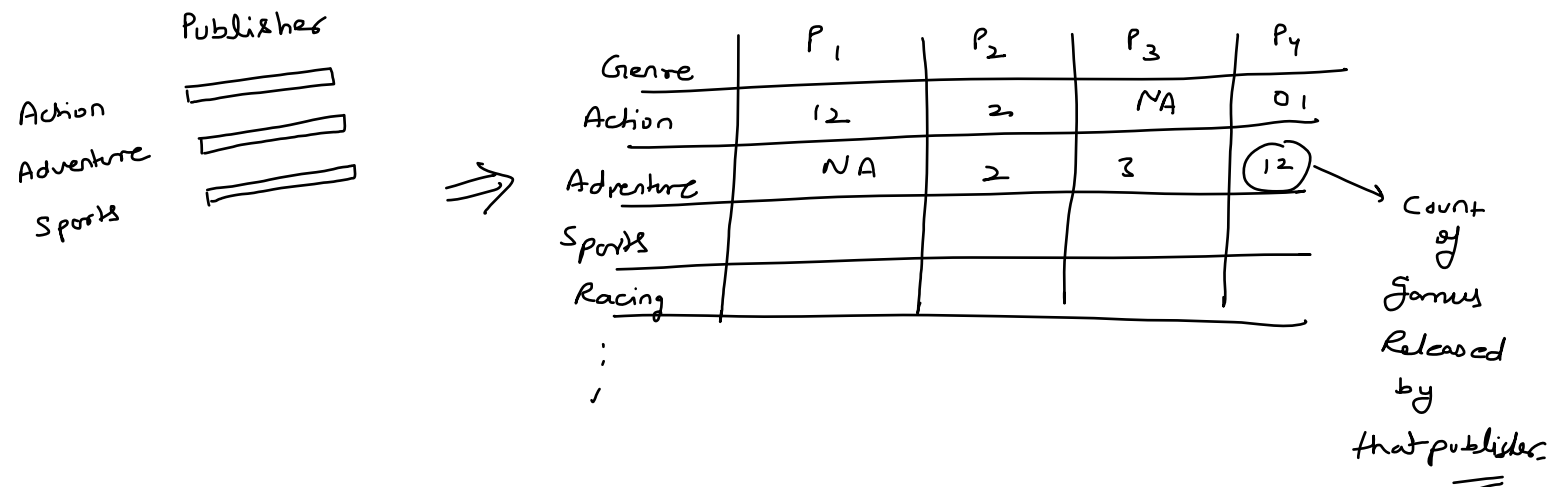 Publisher
Action
Adventure
Sports
Genre P1 P2 P3 P4
Action 12 2 NA 01
Adventure NA 2 3 12
Sports
Racing
Count
of
games
Released
by
that publisher